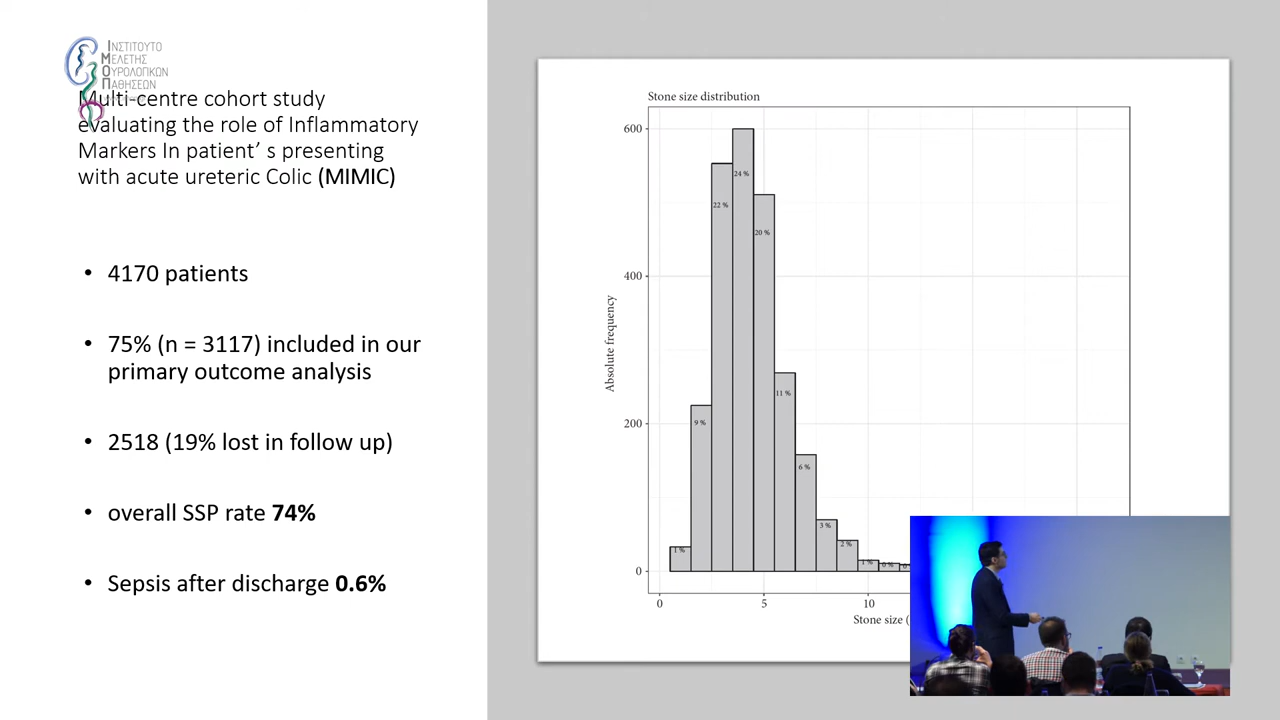 ΙΝΣΤΙΤΟΥΤΟ
ΜΕΛΕΤΗΣ
ΟΥΡΟΛΟΓΙΚΩΝ
ΠΑΘΗΣΕΩΝ
Multi-centre cohort study
evaluating the role of Inflammatory
Markers In patient’ s presenting
with acute ureteric Colic (MIMIC)
• 4170 patients
• 75% (n = 3117) included in our
primary outcome analysis
• 2518 (19% lost in follow up)
• overall SSP rate 74%
• Sepsis after discharge 0.6%
Stone size distribution
Absolute frequency
600
400
200
0
1 %
9 %
22 %
24 %
20 %
11 %
6 %
3 %
2 %
1 %
0 %
0
0
5
10
Stone size (